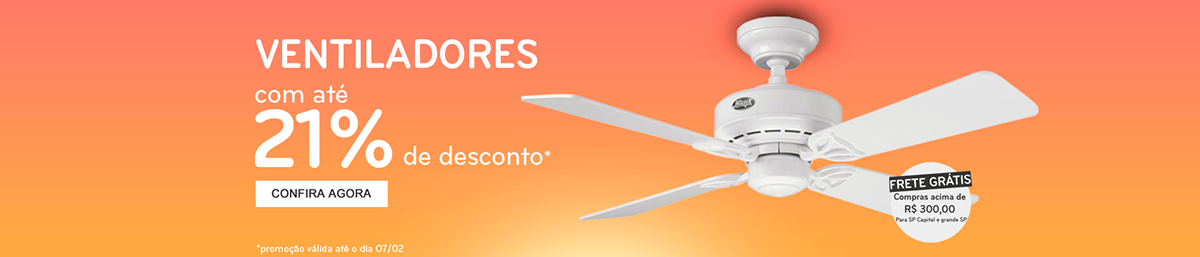 VENTILADORES
com até
21% de desconto*
CONFIRA AGORA
*promoção válida até o dia 07/02
FRETE GRÁTIS
Compras acima de
R$ 300,00
Para SP Capital e grande SP